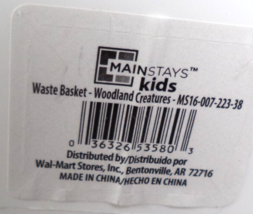 MAINSTAYS™
kids
Waste Basket - Woodland Creatures - MS16-007-223-38
0 36326 53580 3
Distributed by/Distribuido por
Wal-Mart Stores, Inc., Bentonville, AR 72716
MADE IN CHINA/HECHO EN CHINA